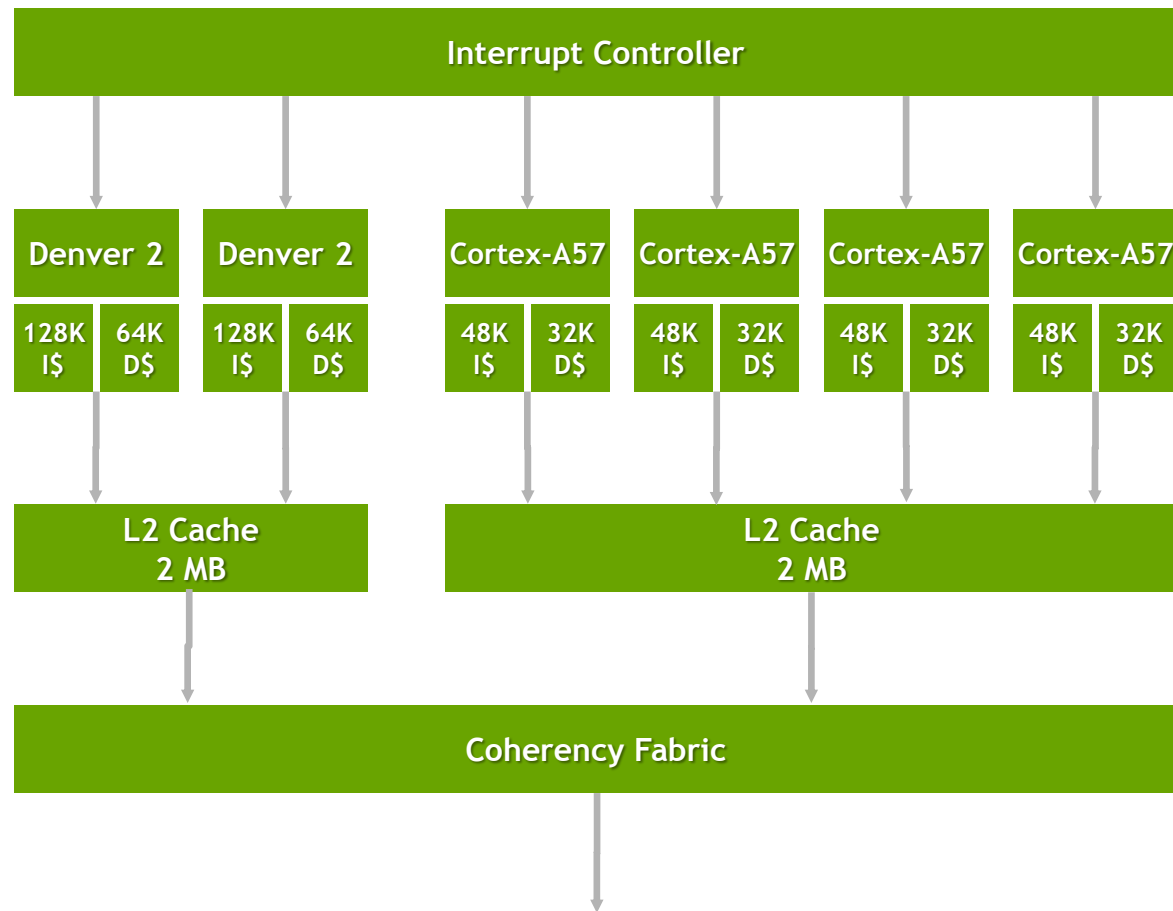 Interrupt Controller
Denver 2
Denver 2
Cortex-A57
Cortex-A57
Cortex-A57
Cortex-A57
128K
I$
64K
D$
128K
I$
64K
D$
48K
I$
32K
D$
48K
I$
32K
D$
48K
I$
32K
D$
48K
I$
32K
D$
L2 Cache
2 MB
L2 Cache
2 MB
Coherency Fabric